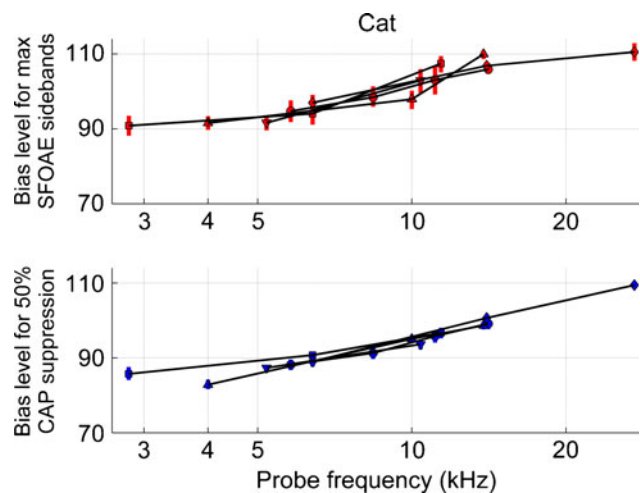 Cat
Bias level for max
SFOAE sidebands
110
90
70
3 4 5 10 20
Bias level for 50%
CAP suppression
110
90
70
3 4 5 10 20
Probe frequency (kHz)